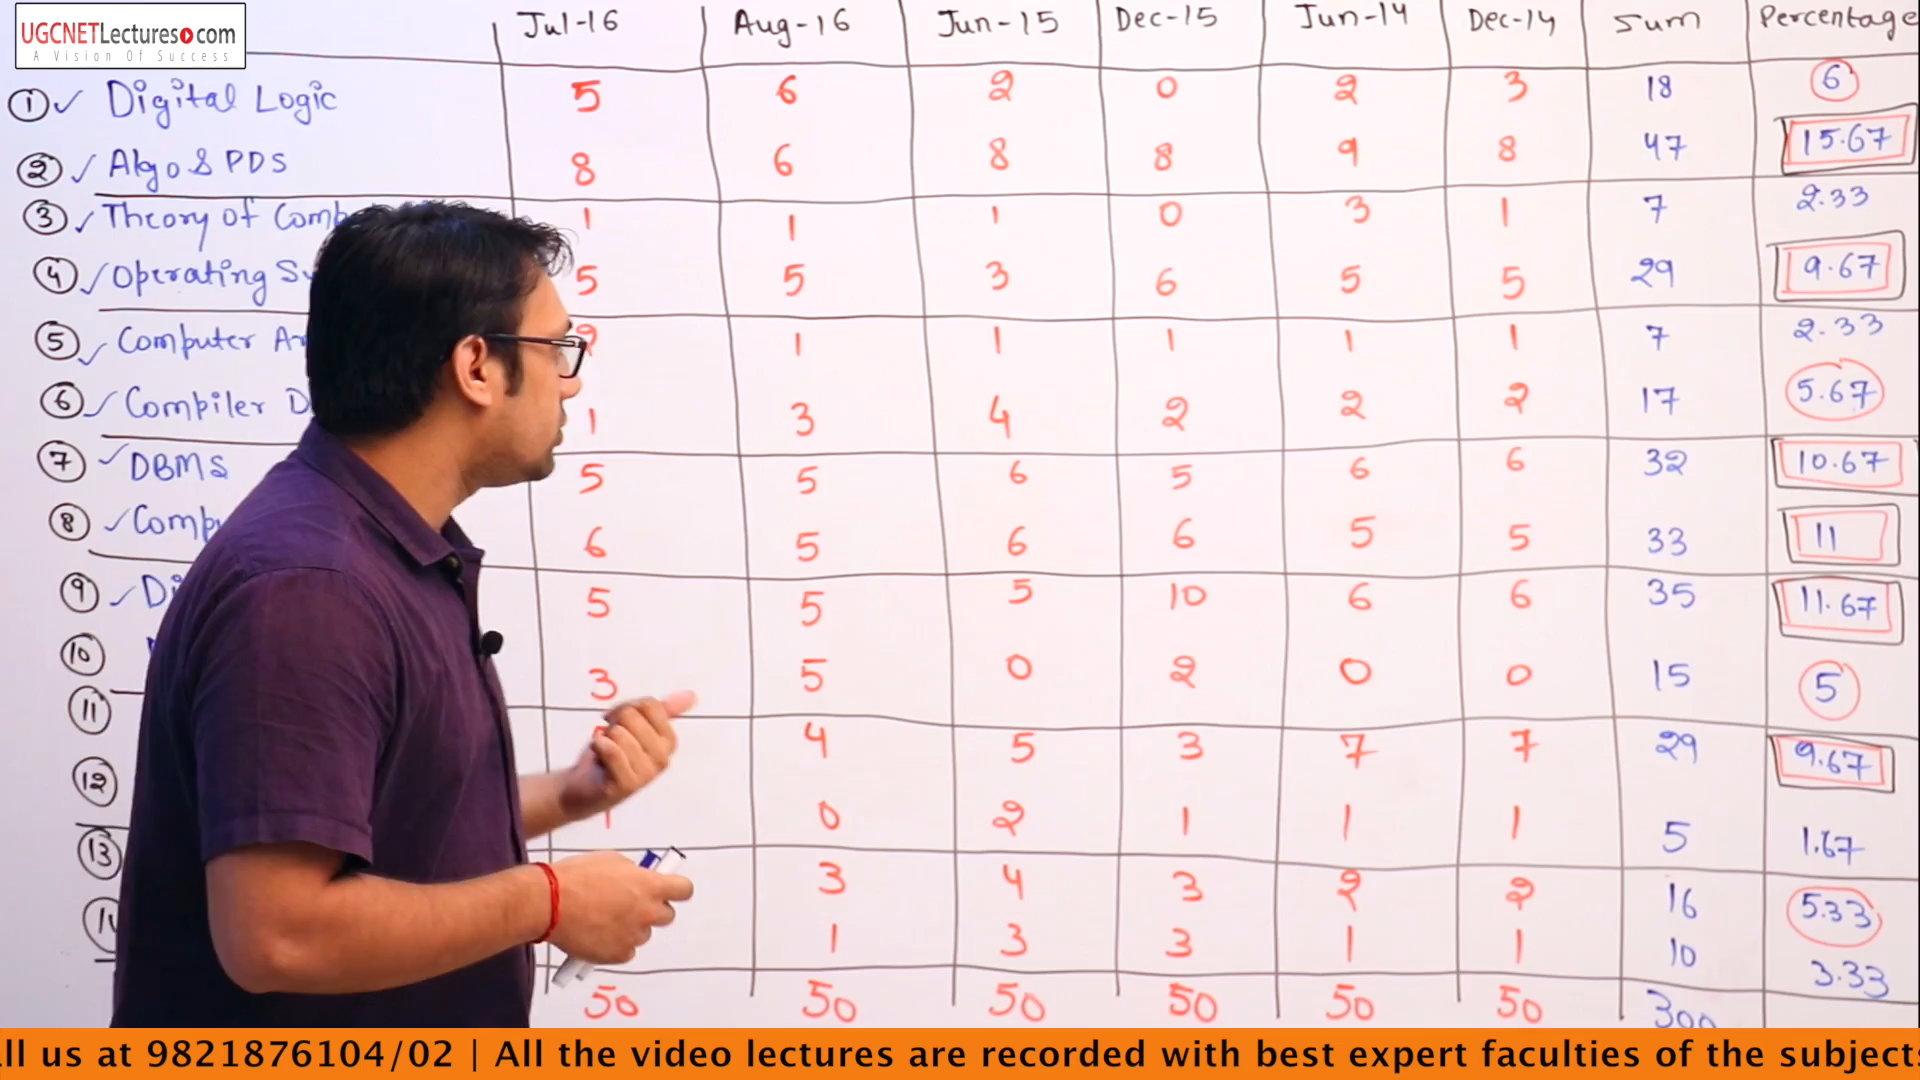 UGCNETLectures.com
A Vision Of Success
Jul-16 Aug-16 Jun-15 Dec-15 Jun-14 Dec-14 Sum Percentage
1 ✓ Digital Logic 5 6 2 0 2 3 18 6
2 ✓ Algo & PDS 8 6 8 8 9 8 47 15.67
3 ✓ Theory of 1 1 1 0 3 1 7 2.33
4 ✓ Operating 5 5 3 6 5 5 29 9.67
5 ✓ Computer 2 1 1 1 1 1 7 2.33
6 ✓ Compiler 1 3 4 2 2 2 17 5.67
7 ✓ DBMS 5 5 6 5 6 6 32 10.67
8 ✓ 6 5 6 6 5 5 33 11
9 ✓ 5 5 5 10 6 6 35 11.67
10 3 5 0 2 0 0 15 5
11 4 5 3 7 7 29 9.67
12 1 0 2 1 1 1 5 1.67
13 3 4 3 2 2 16 5.33
1 3 3 1 1 10 3.33
50 50 50 50 50 50 300
ll us at 9821876104/02 | All the video lectures are recorded with best expert faculties of the subjects